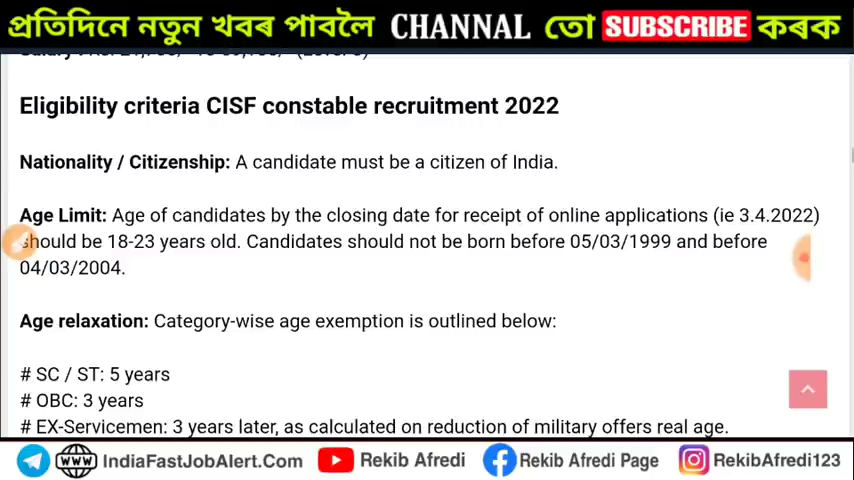 প্ৰতিদিনে নতুন খবৰ পাবলৈ CHANNAL তো SUBSCRIBE কৰক
Eligibility criteria CISF constable recruitment 2022
Nationality / Citizenship: A candidate must be a citizen of India.
Age Limit: Age of candidates by the closing date for receipt of online applications (ie 3.4.2022)
should be 18-23 years old. Candidates should not be born before 05/03/1999 and before
04/03/2004.
Age relaxation: Category-wise age exemption is outlined below:
# SC / ST: 5 years
# OBC: 3 years
# EX-Servicemen: 3 years later, as calculated on reduction of military offers real age.
WWW IndiaFastJobAlert.Com Rekib Afredi Rekib Afredi Page RekibAfredi123